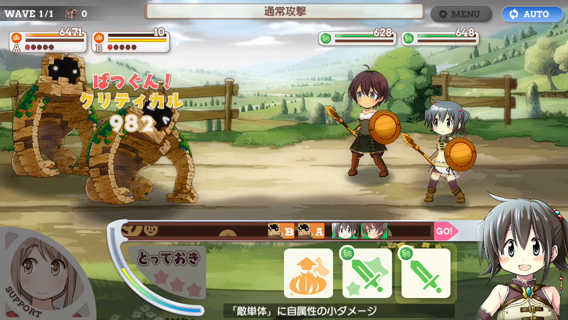 WAVE 1/1 0
通常攻撃
MENU
AUTO
6471
A
10
B
628
648
ばつぐん!
クリティカル
982
B A
GO!
とっておき
SUPPORT
「敵単体」に自属性の小ダメージ